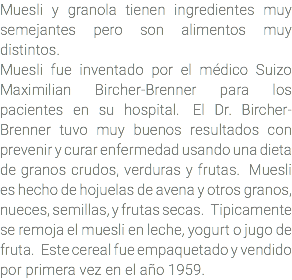 Muesli y granola tienen ingredientes muy
semejantes pero son alimentos muy
distintos.
Muesli fue inventado por el médico Suizo
Maximilian Bircher-Brenner para los
pacientes en su hospital. El Dr. Bircher-
Brenner tuvo muy buenos resultados con
prevenir y curar enfermedad usando una dieta
de granos crudos, verduras y frutas. Muesli
es hecho de hojuelas de avena y otros granos,
nueces, semillas, y frutas secas. Tipicamente
se remoja el muesli en leche, yogurt o jugo de
fruta. Este cereal fue empaquetado y vendido
por primera vez en el año 1959.